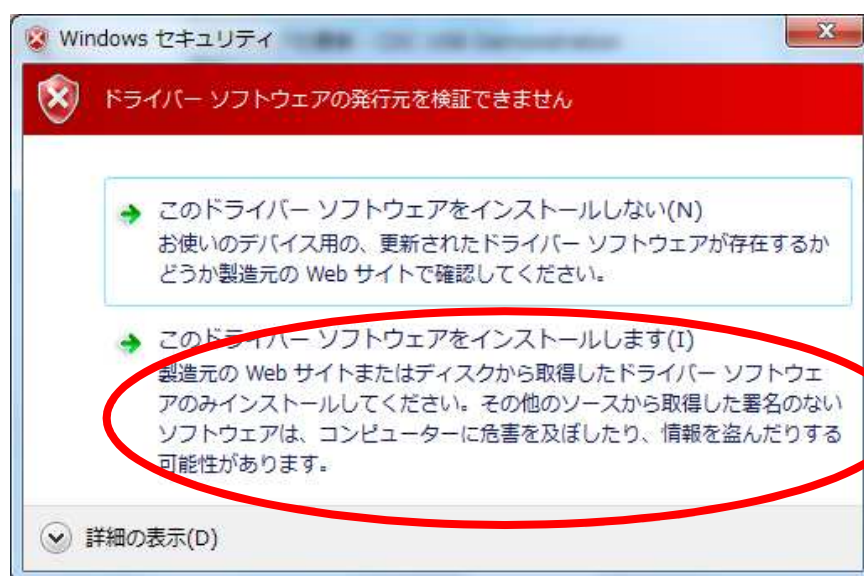 Windows セキュリティ
ドライバー ソフトウェアの発行元を検証できません
このドライバー ソフトウェアをインストールしない(N)
お使いのデバイス用の、更新されたドライバー ソフトウェアが存在するか
どうか製造元の Web サイトで確認してください。
このドライバー ソフトウェアをインストールします(I)
製造元の Web サイトまたはディスクから取得したドライバー ソフトウェ
アのみインストールしてください。その他のソースから取得した署名のない
ソフトウェアは、コンピューターに危害を及ぼしたり、情報を盗んだりする
可能性があります。
詳細の表示(D)